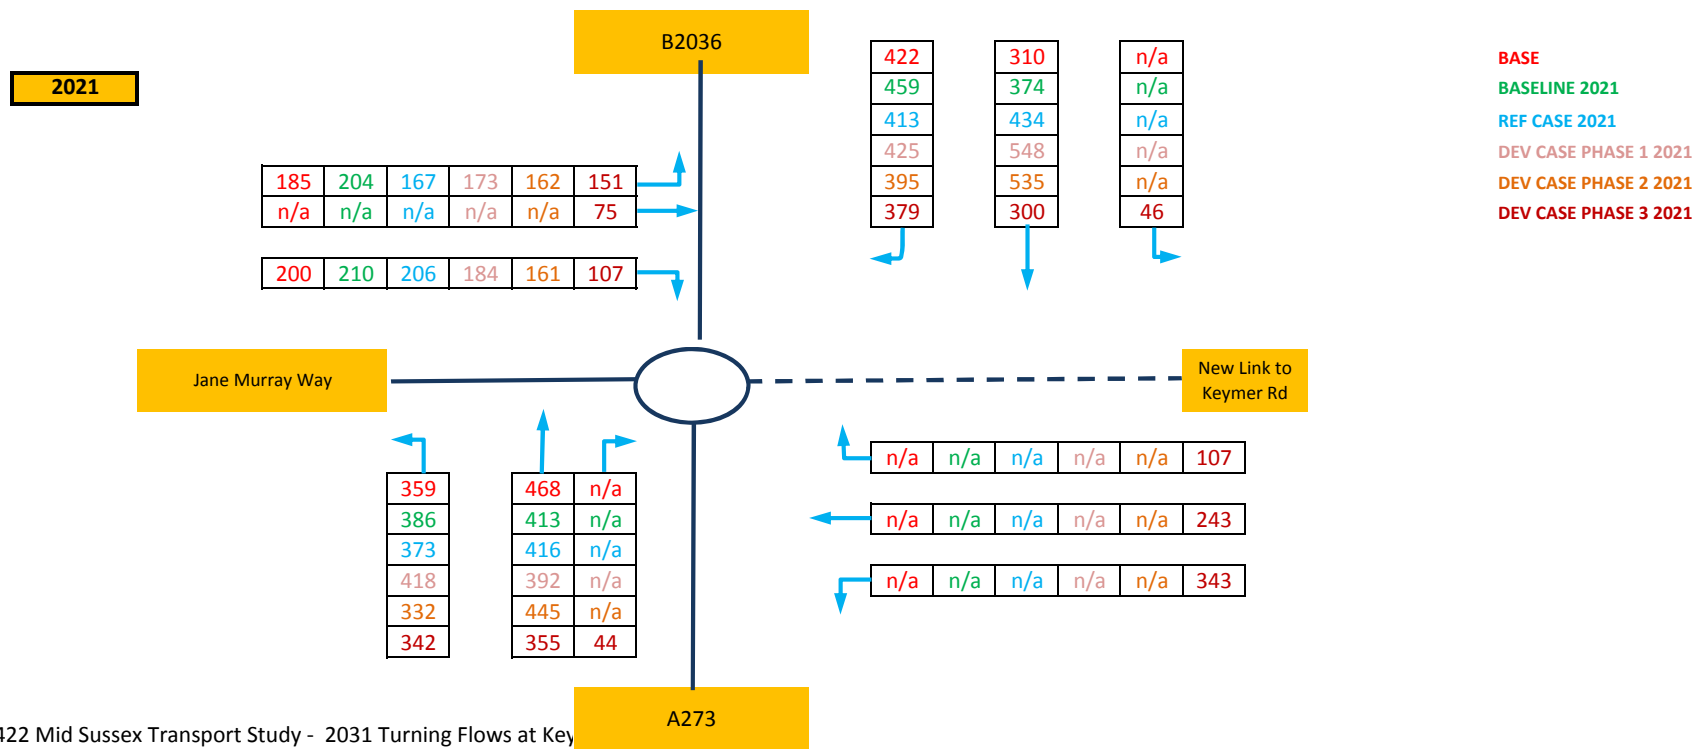 B2036
2021
422 310 n/a
459 374 n/a
413 434 n/a
425 548 n/a
395 535 n/a
379 300 46
BASE
BASELINE 2021
REF CASE 2021
DEV CASE PHASE 1 2021
DEV CASE PHASE 2 2021
DEV CASE PHASE 3 2021
185 204 167 173 162 151
n/a n/a n/a n/a n/a 75
200 210 206 184 161 107
Jane Murray Way
New Link to
Keymer Rd
359 468 n/a
386 413 n/a
373 416 n/a
418 392 n/a
332 445 n/a
342 355 44
n/a n/a n/a n/a n/a 107
n/a n/a n/a n/a n/a 243
n/a n/a n/a n/a n/a 343
A273
422 Mid Sussex Transport Study - 2031 Turning Flows at Key